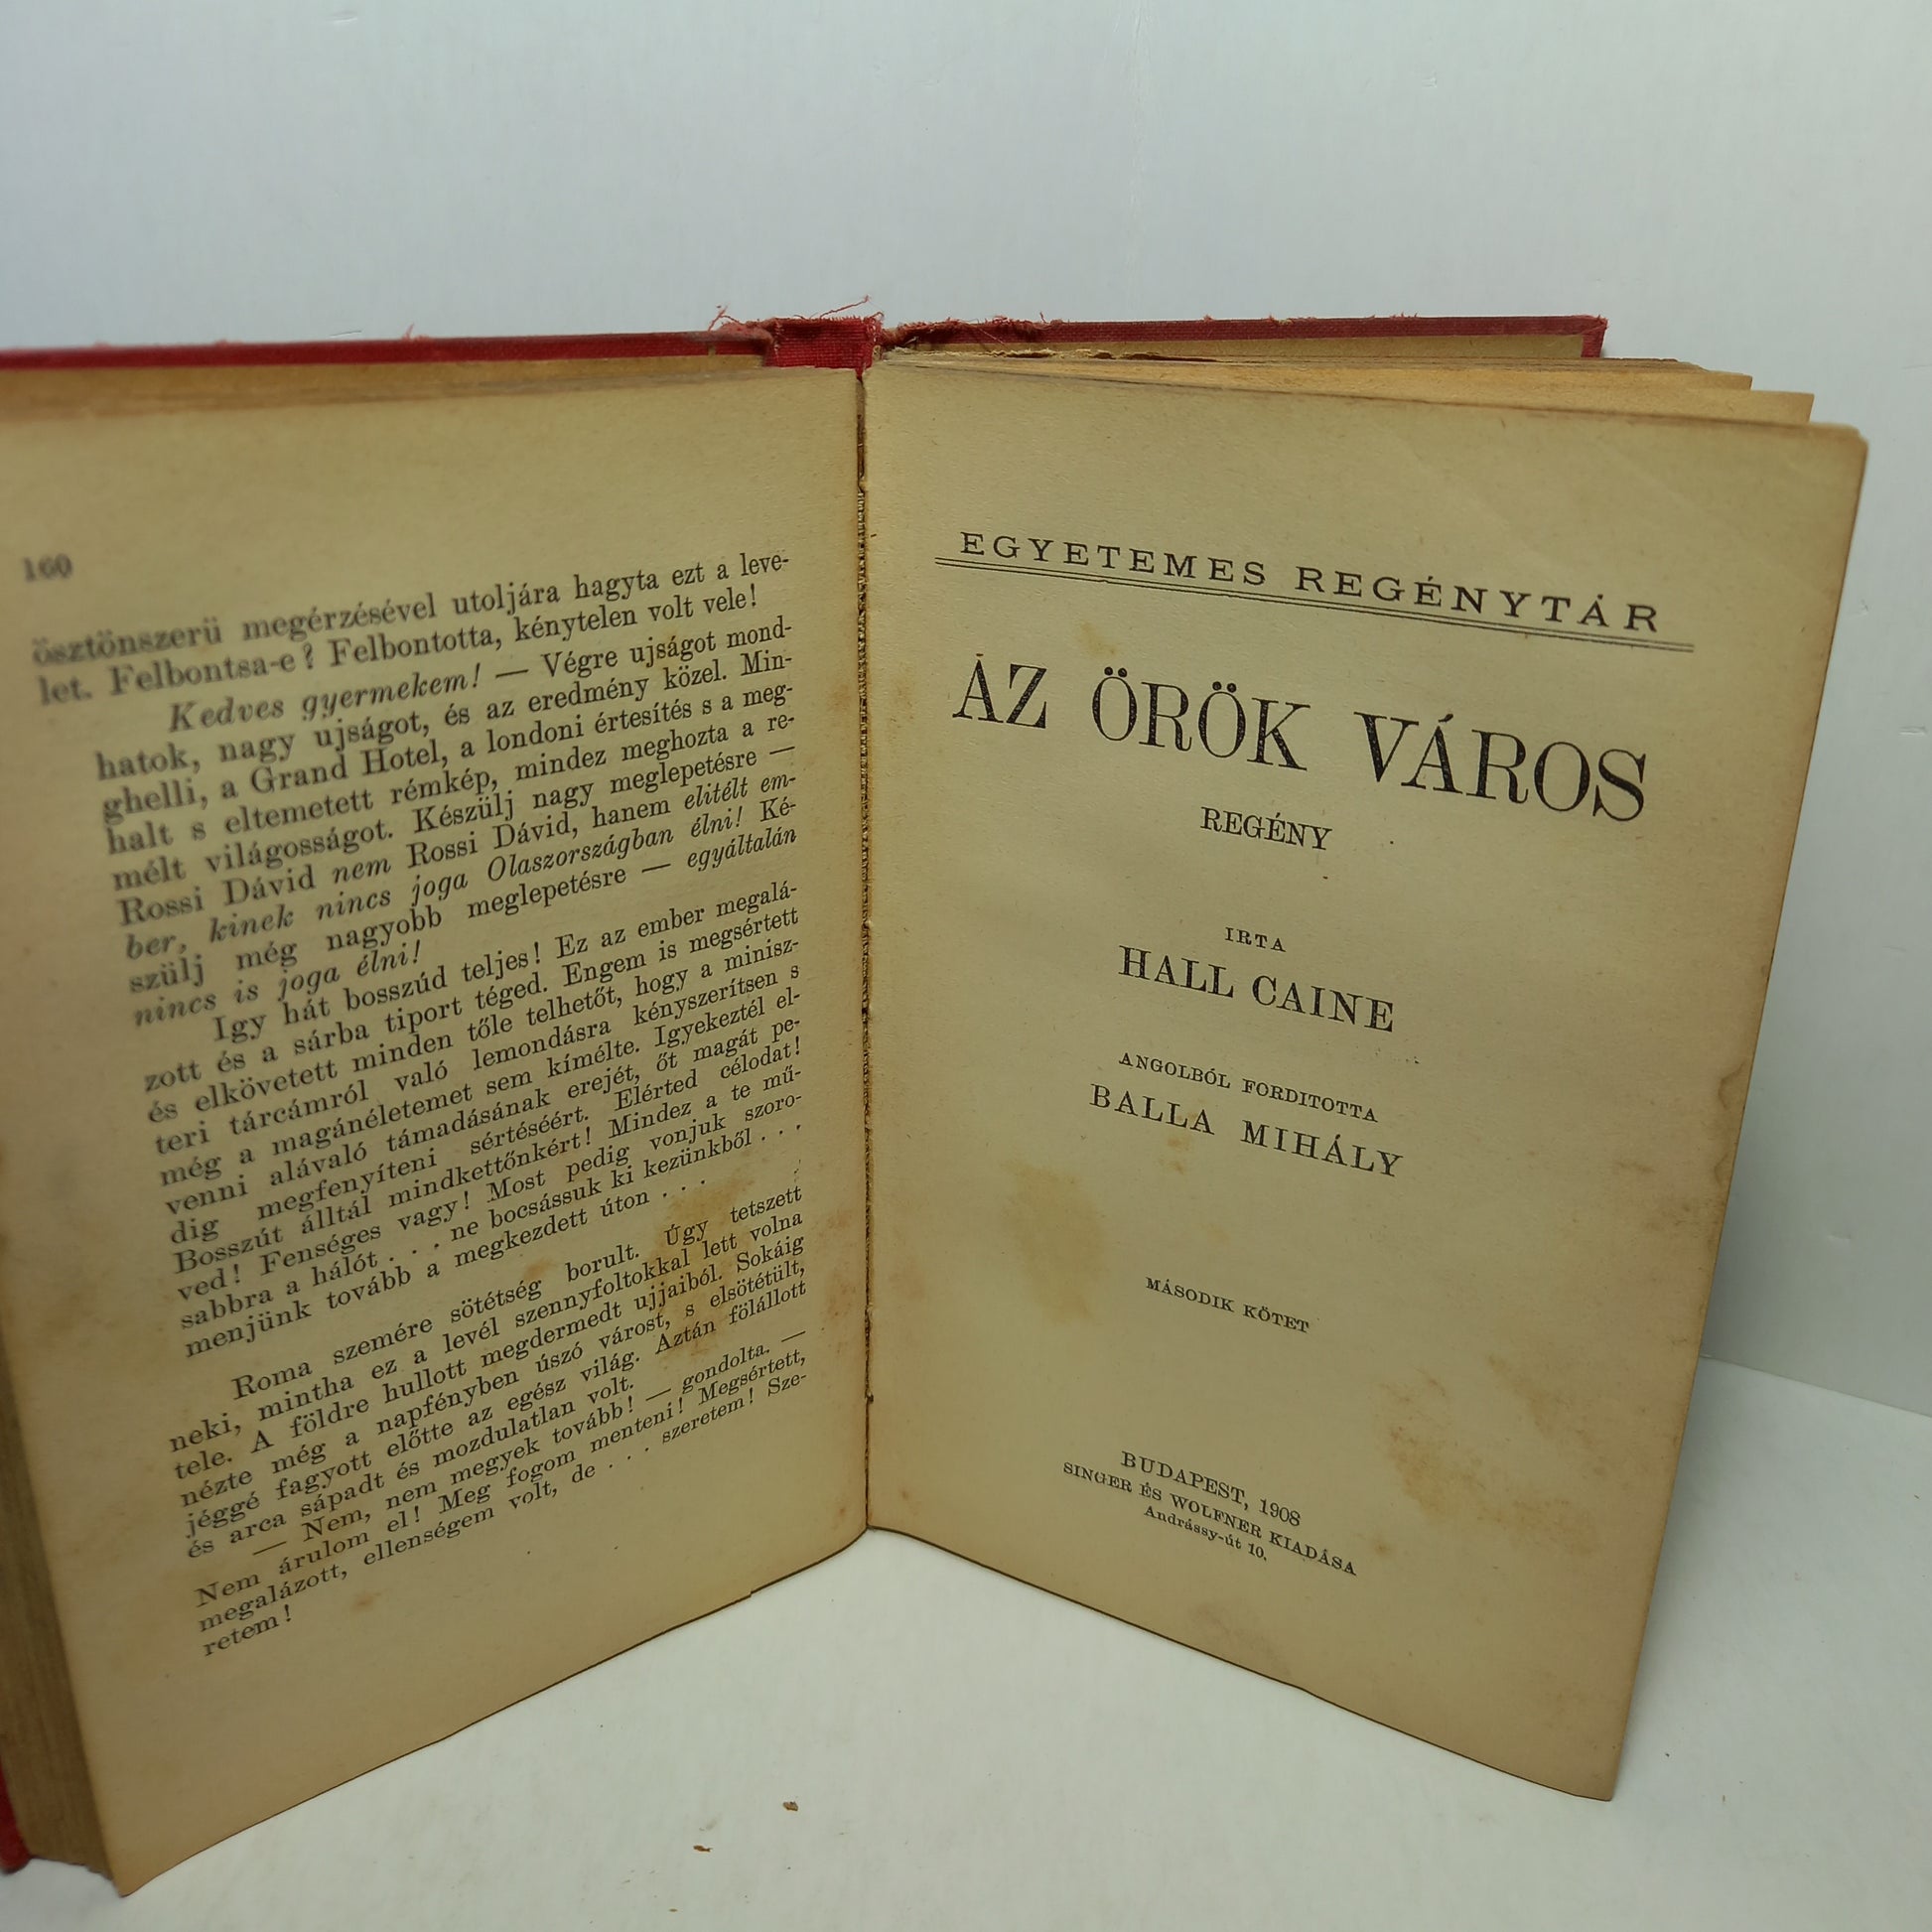 160
ösztönszerü megérzésével utoljára hagyta ezt a leve-
let. Felbontsa-e? Felbontotta, kénytelen volt vele!
Kedves gyermekem! — Végre ujságot mond-
hatok, nagy ujságot, és az eredmény közel. Min-
ghelli, a Grand Hotel, a londoni értesítés s a meg-
halt s eltemetett rémkép, mindez meghozta a re-
mélt világosságot. Készülj nagy meglepetésre —
Rossi Dávid nem Rossi Dávid, hanem elitélt em-
ber, kinek nincs joga Olaszországban élni! Ké-
szülj még nagyobb meglepetésre — egyáltalán
nincs is joga élni!
Igy hát bosszúd teljes! Ez az ember megalá-
zott és a sárba tiport téged. Engem is megsértett
és elkövetett minden tőle telhetőt, hogy a minisz-
teri tárcámról való lemondásra kényszerítsen s
még a magánéletemet sem kímélte. Igyekeztél el-
venni alávaló támadásának erejét, őt magát pe-
dig megfenyíteni sértéséért. Elérted célodat!
Bosszút álltál mindkettőnkért! Mindez a te mű-
ved! Fenséges vagy! Most pedig vonjuk szoro-
sabbra a hálót . . . ne bocsássuk ki kezünkből . . .
menjünk tovább a megkezdett úton . . .
Roma szemére sötétség borult. Úgy tetszett
neki, mintha ez a levél szennyfoltokkal lett volna
tele. A földre hullott megdermedt ujjaiból. Sokáig
nézte még a napfényben úszó várost, s elsötétült,
jéggé fagyott előtte az egész világ. Aztán fölállott
és arca sápadt és mozdulatlan volt.
— Nem, nem megyek tovább! — gondolta. —
Nem árulom el! Meg fogom menteni! Megsértett,
megalázott, ellenségem volt, de . . . szeretem! Sze-
retem!
EGYETEMES REGÉNYTÁR
AZ ÖRÖK VÁROS
REGÉNY
IRTA
HALL CAINE
ANGOLBÓL FORDITOTTA
BALLA MIHÁLY
MÁSODIK KÖTET
BUDAPEST, 1908
SINGER ÉS WOLFNER KIADÁSA
Andrássy-út 10.